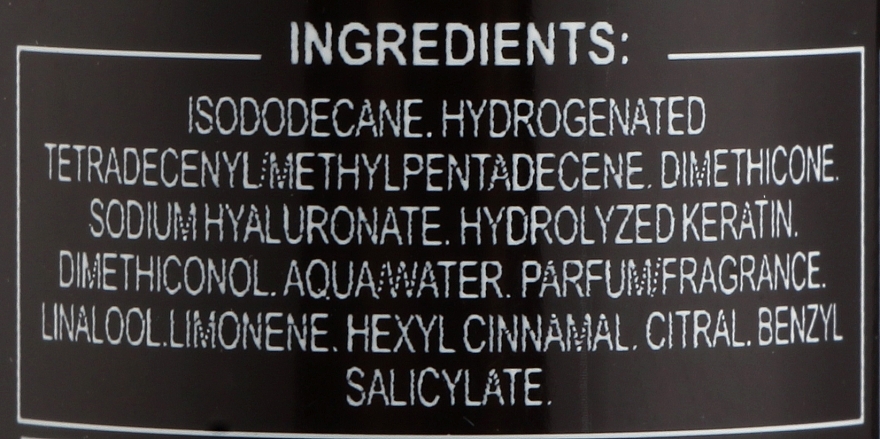 INGREDIENTS:
ISODODECANE. HYDROGENATED
TETRADECENYL/METHYLPENTADECENE. DIMETHICONE.
SODIUM HYALURONATE. HYDROLYZED KERATIN.
DIMETHICONOL. AQUA/WATER. PARFUM/FRAGRANCE.
LINALOOL.LIMONENE. HEXYL CINNAMAL. CITRAL. BENZYL
SALICYLATE.